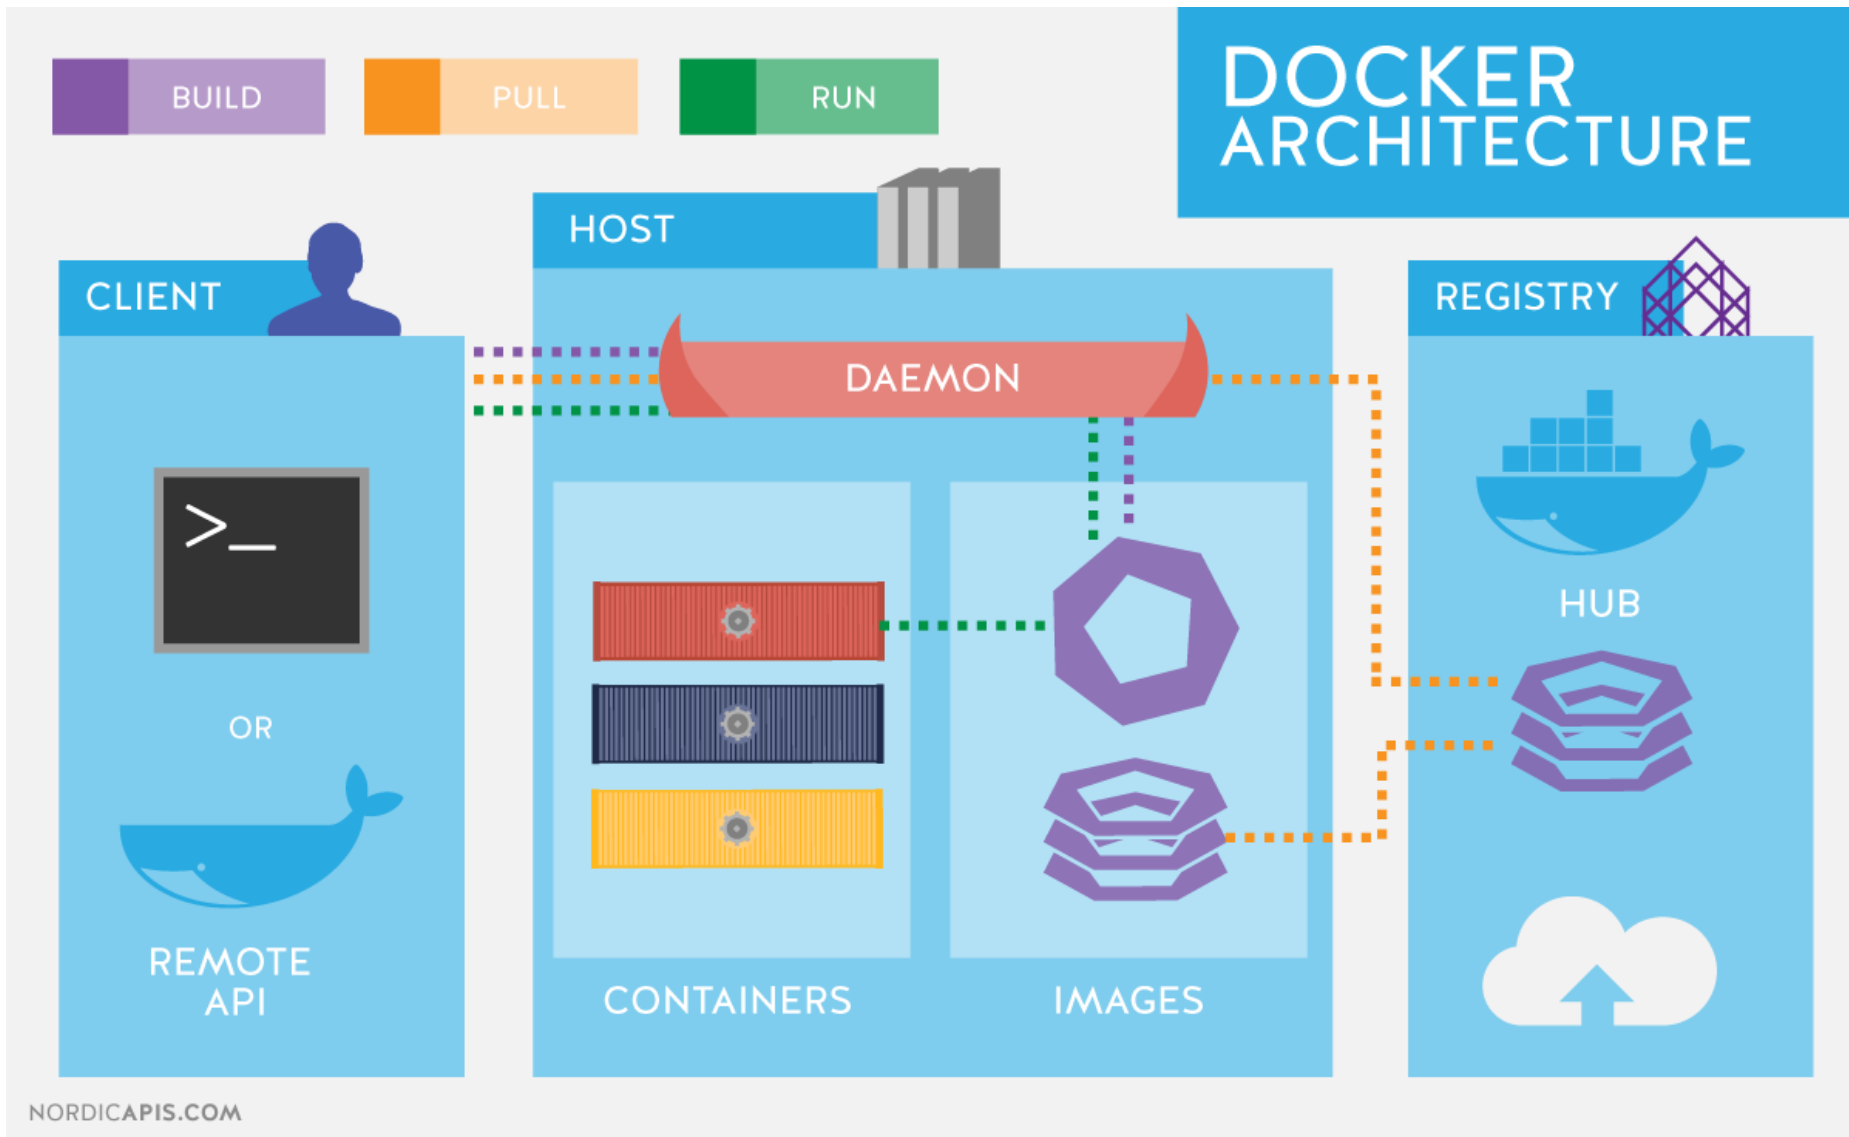 BUILD
PULL
RUN
DOCKER
ARCHITECTURE
HOST
CLIENT
REGISTRY
DAEMON
>_
HUB
OR
REMOTE
API
CONTAINERS
IMAGES
NORDICAPIS.COM